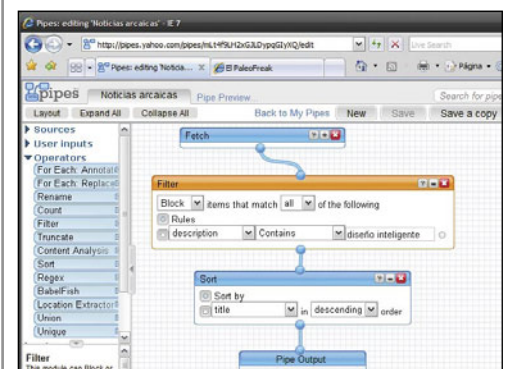 Pipes: editing 'Noticias arcaicas' - IE 7
http://pipes.yahoo.com/pipes/ /edit
Live Search
Pipes: editing 'Noticia...
El PaleoFreak
Página
pipes
Noticias arcaicas
Pipe Preview...
Search for pipe
Layout Expand All Collapse All
Back to My Pipes New Save Save a copy
Sources
User inputs
Operators
For Each: Annotat
For Each: Replac
Rename
Count
Filter
Truncate
Content Analysis
Sort
Regex
BabelFish
Location Extractor
Union
Unique
Filter
This module can Block or
Fetch
Filter
Block items that match all of the following
Rules
description Contains diseño inteligente
Sort
Sort by
title in descending order
Pipe Output